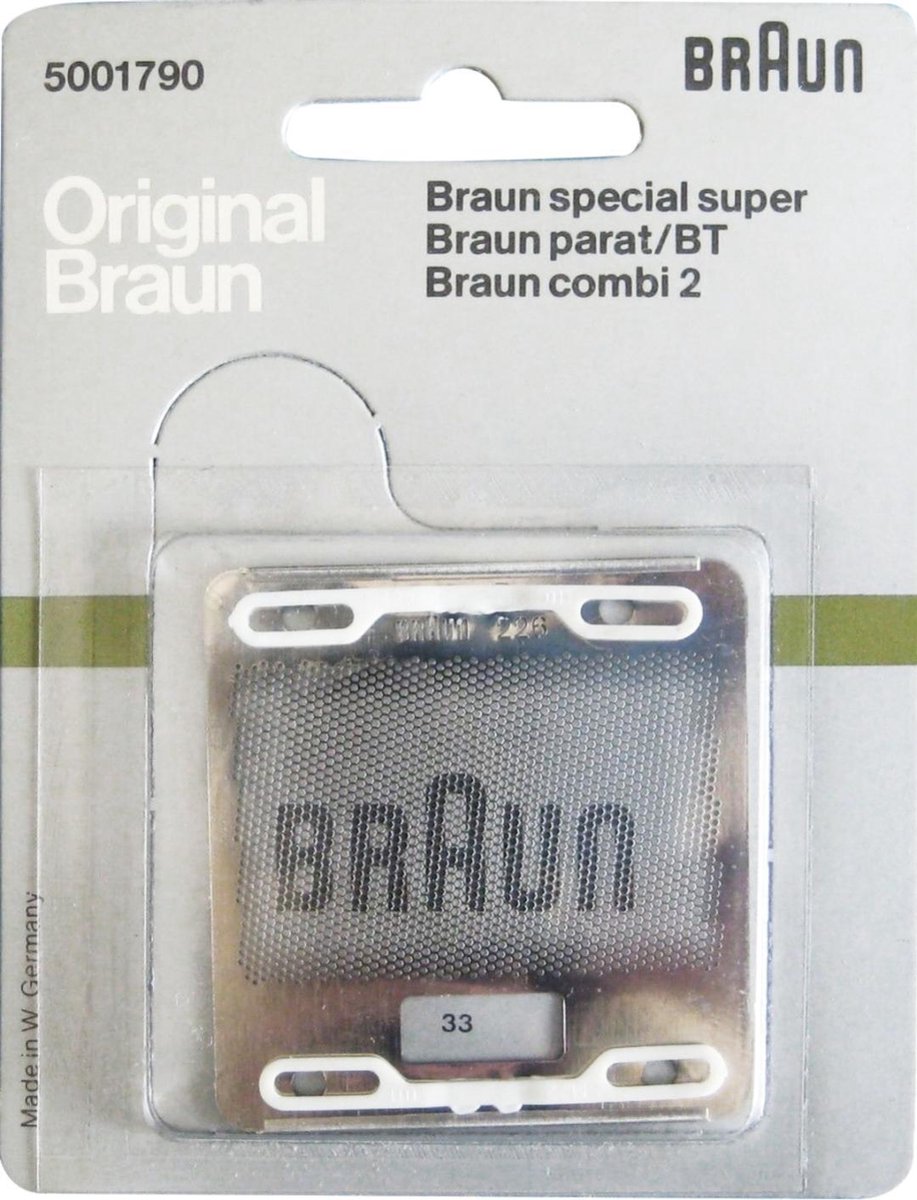 5001790
BRAUN
Original
Braun
Braun special super
Braun parat/BT
Braun combi 2
BRAUN 226
BRAUN
33
Made in W. Germany